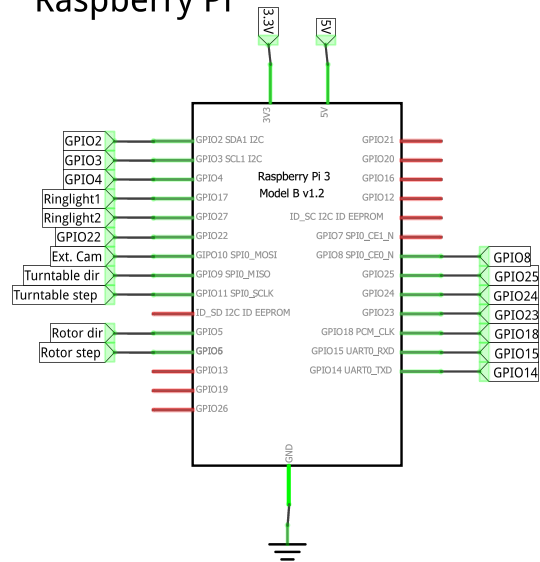 Raspberry Pi
3.3V
5V
3V3
5V
GPIO2
GPIO2 SDA1 I2C
GPIO21
GPIO3
GPIO3 SCL1 I2C
GPIO20
GPIO4
GPIO4
Raspberry Pi 3
GPIO16
Ringlight1
GPIO17
Model B v1.2
GPIO12
Ringlight2
GPIO27
ID_SC I2C ID EEPROM
GPIO22
GPIO22
GPIO7 SPI0_CE1_N
Ext. Cam
GIPO10 SPI0_MOSI
GPIO8 SPI0_CE0_N
GPIO8
Turntable dir
GPIO9 SPI0_MISO
GPIO25
GPIO25
Turntable step
GPIO11 SPI0_SCLK
GPIO24
GPIO24
ID_SD I2C ID EEPROM
GPIO23
GPIO23
Rotor dir
GPIO5
GPIO18 PCM_CLK
GPIO18
Rotor step
GPIO6
GPIO15 UART0_RXD
GPIO15
GPIO13
GPIO14 UART0_TXD
GPIO14
GPIO19
GPIO26
GND